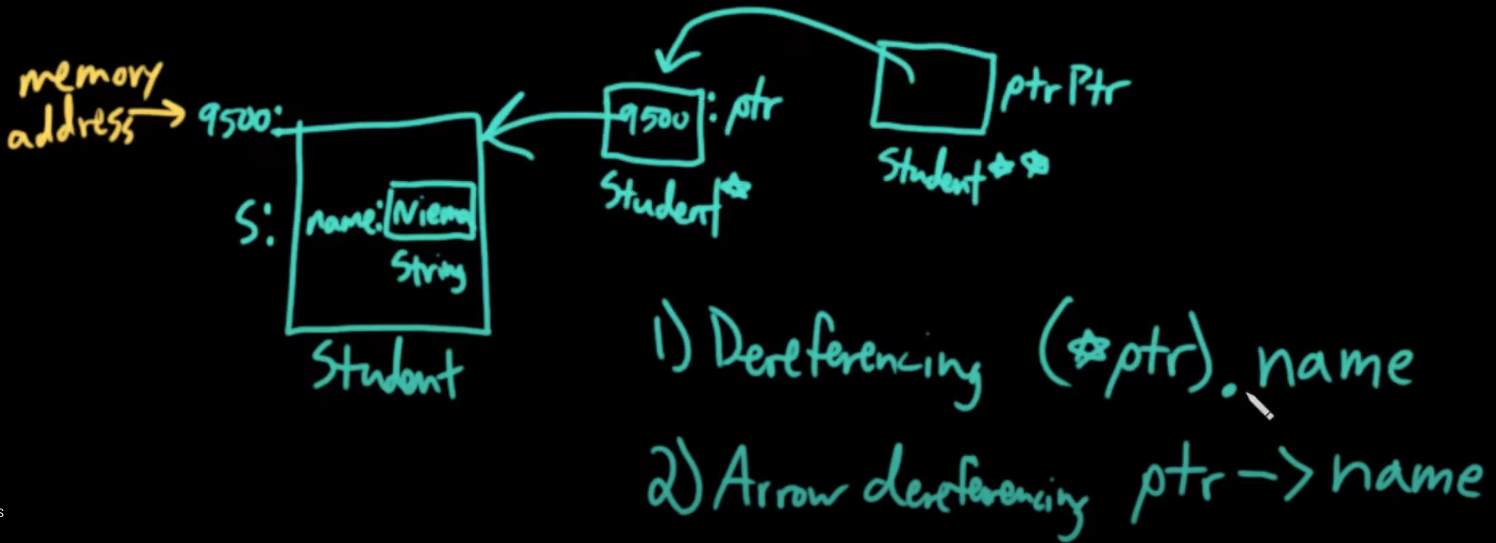 memory
address
9500:
S:
name:
Niema
String
Student
9500
: ptr
Student*
ptrPtr
Student**
1) Dereferencing (*ptr).name
2) Arrow dereferencing ptr->name
s